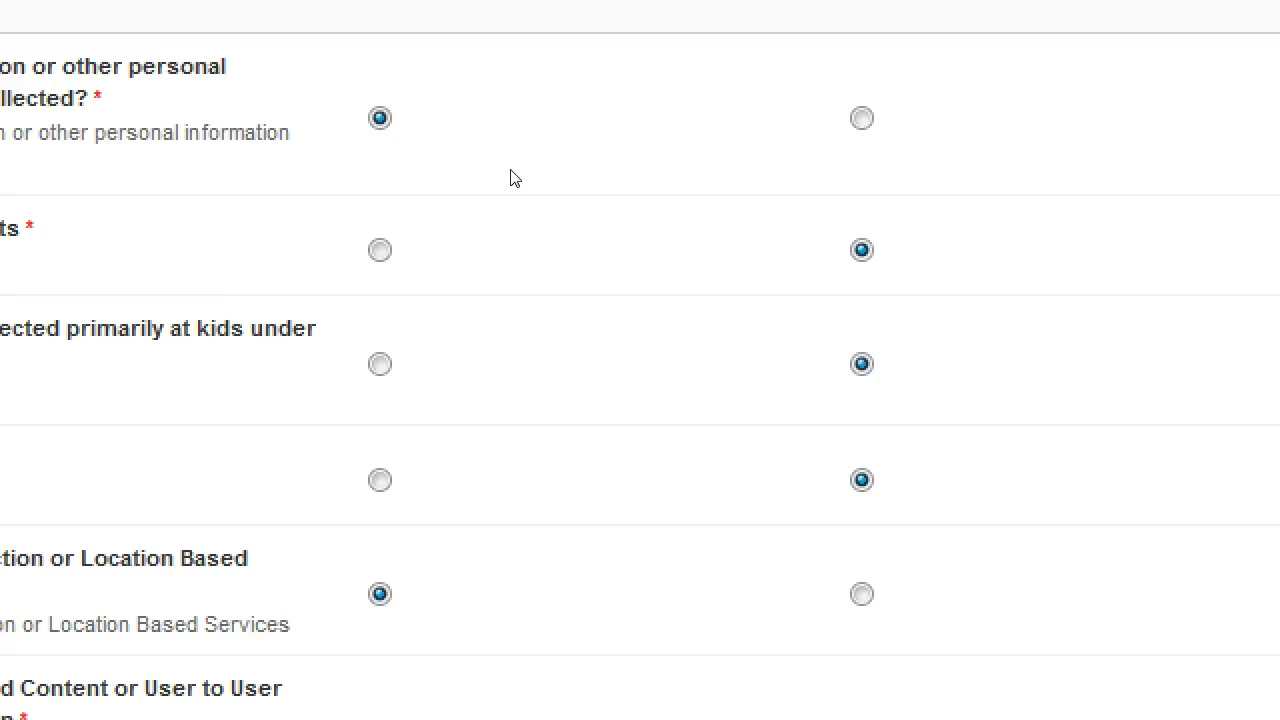 on or other personal
llected? *
n or other personal information
ts *
ected primarily at kids under
ction or Location Based
on or Location Based Services
d Content or User to User
n *